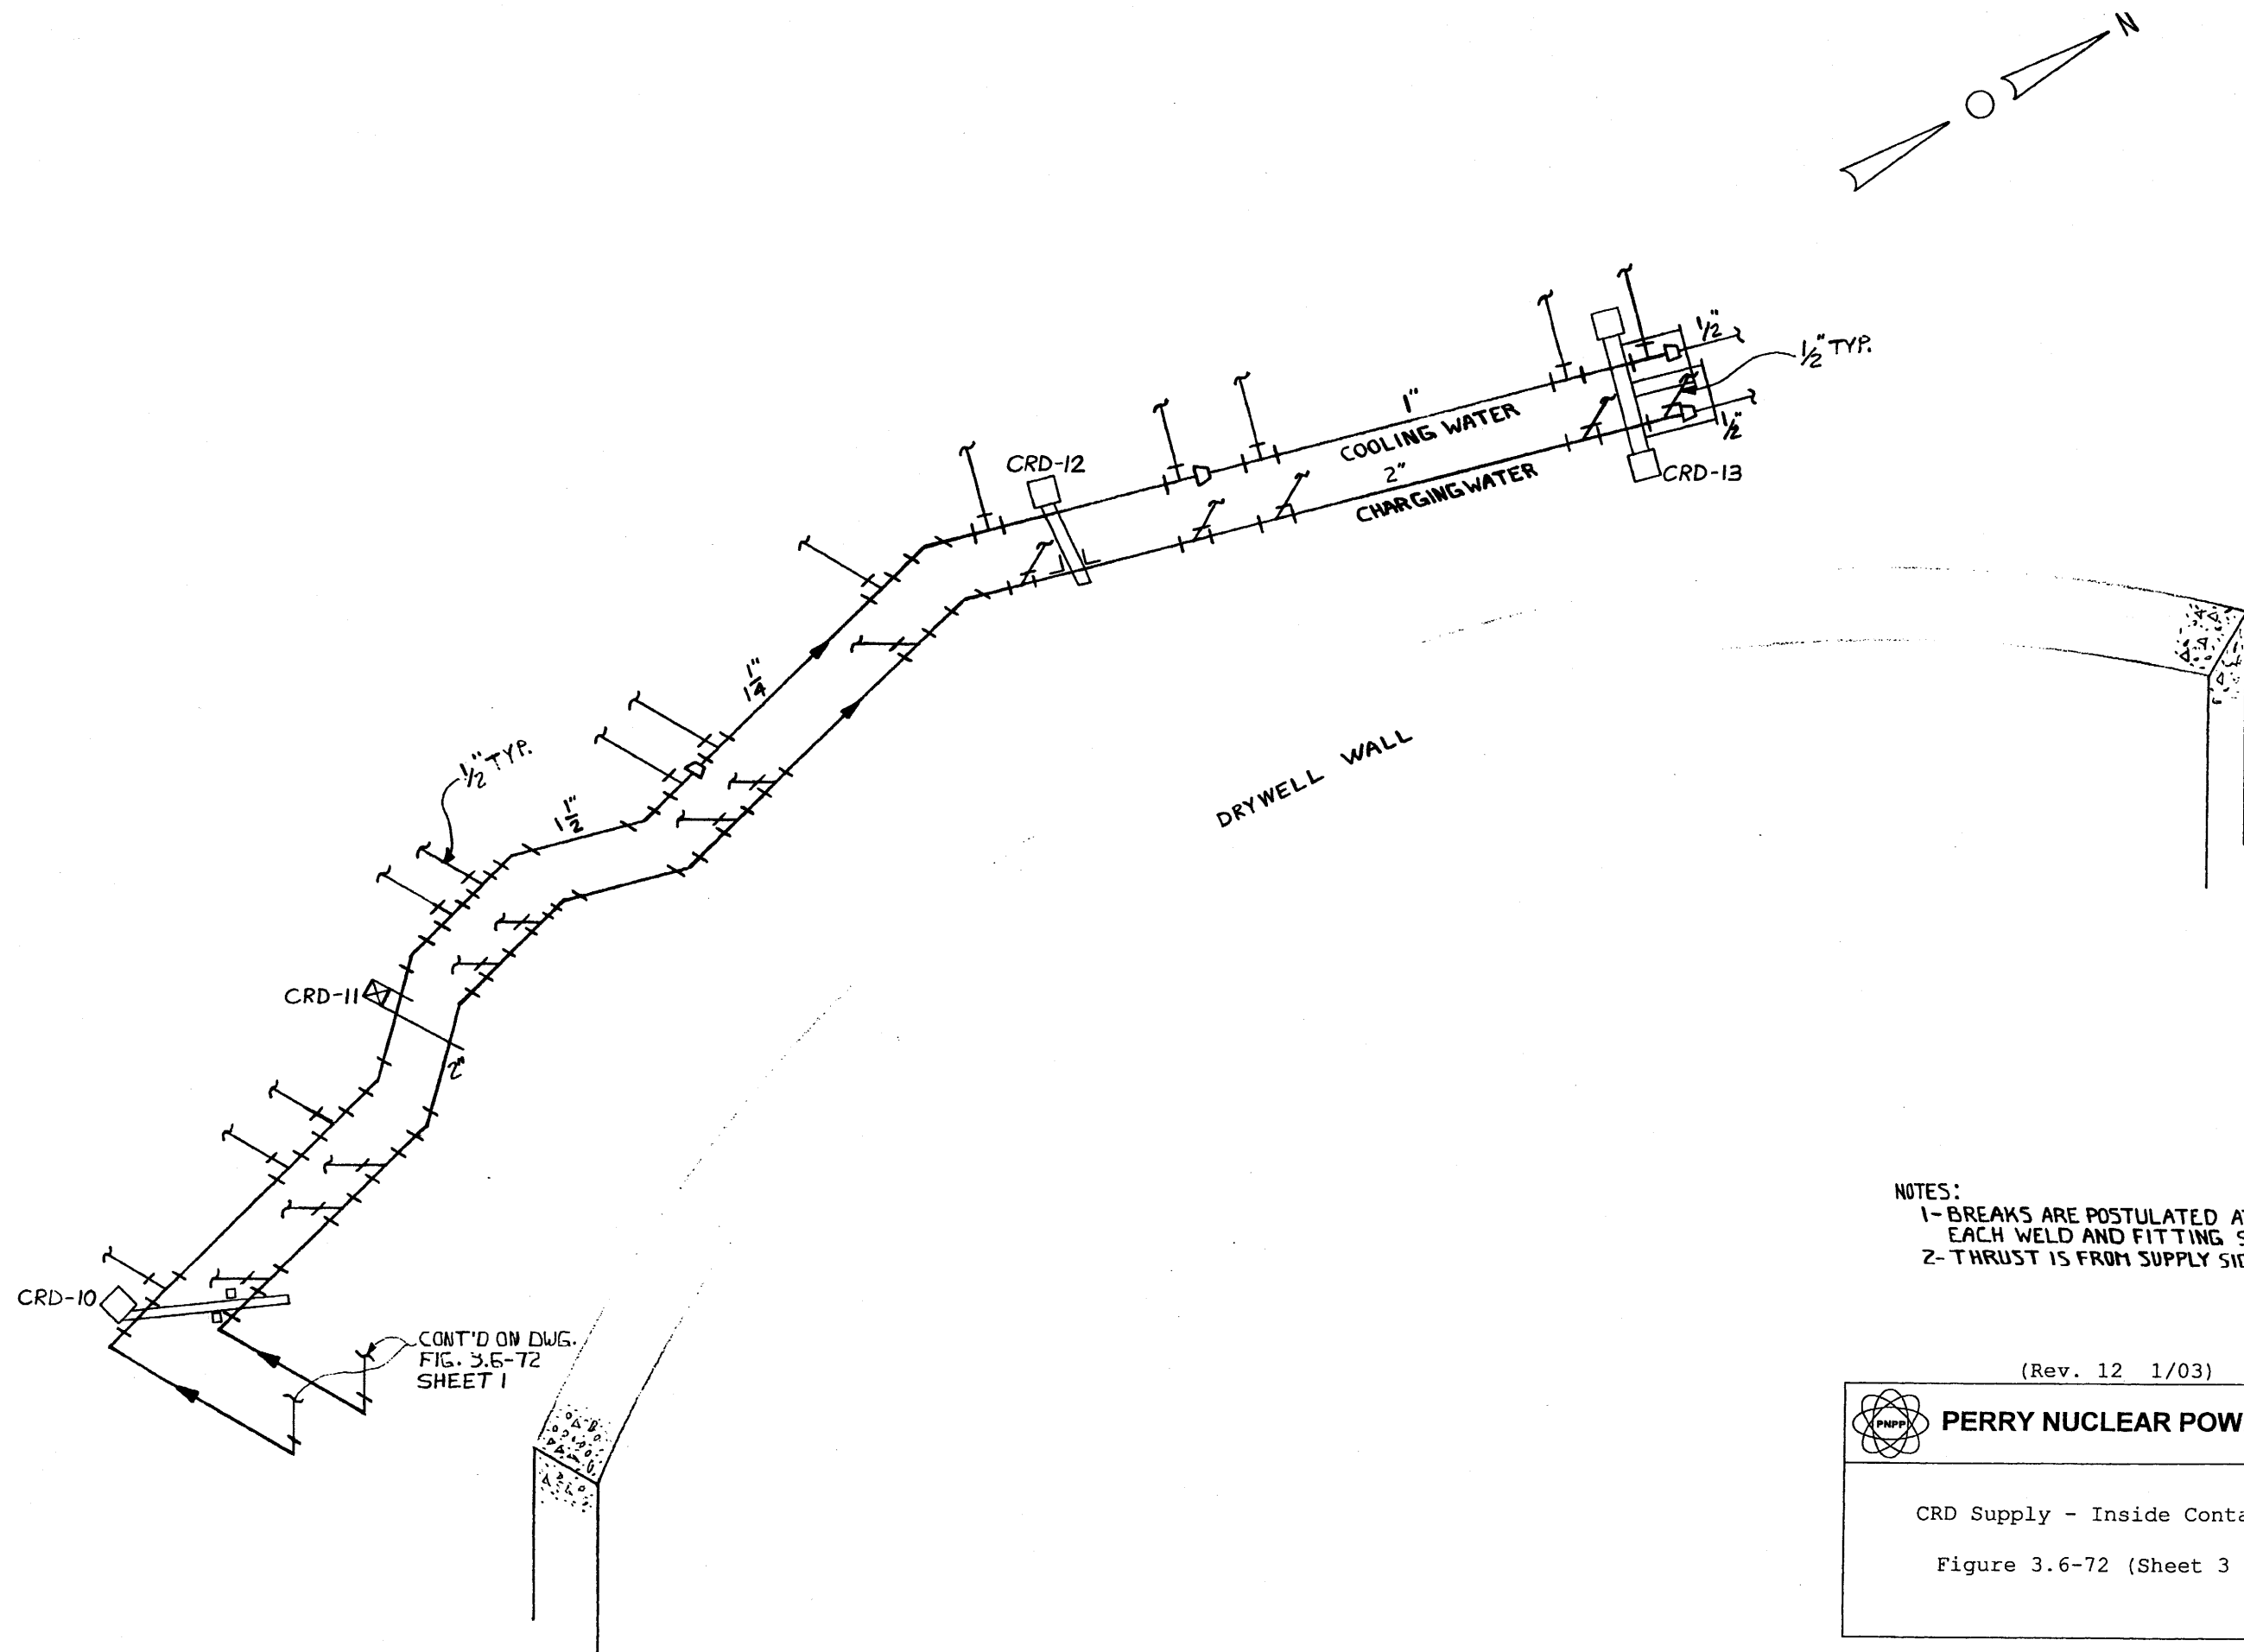 N
1/2"
1/2" TYP.
1"
COOLING WATER
2"
CHARGING WATER
1/2"
CRD-12
CRD-13
1 1/4"
1/2" TYP.
1 1/2"
DRYWELL WALL
CRD-11
2"
CRD-10
CONT'D ON DWG.
FIG. 3.6-72
SHEET 1
NOTES:
1- BREAKS ARE POSTULATED
EACH WELD AND FITTING
2- THRUST IS FROM SUPPLY
(Rev. 12 1/03)
PNPP
PERRY NUCLEAR
CRD Supply - Inside
Figure 3.6-72 (Sheet 3